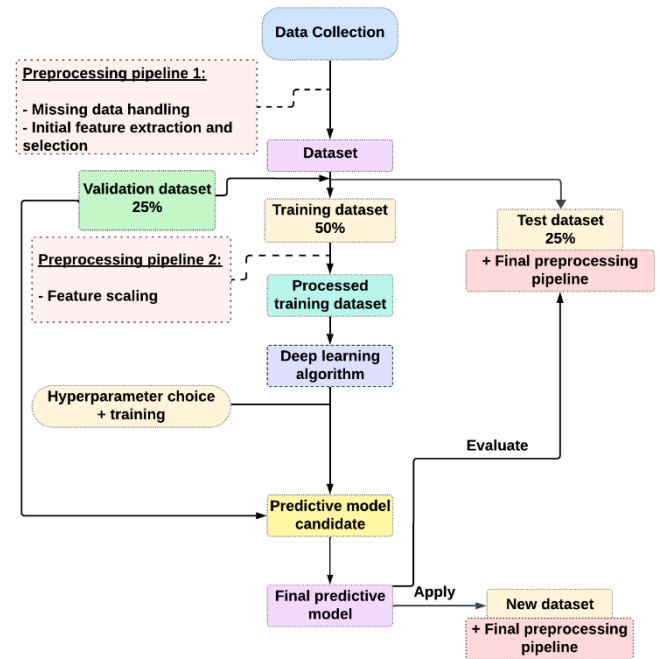 Data Collection
Preprocessing pipeline 1:
- Missing data handling
- Initial feature extraction and
selection
Dataset
Validation dataset
25%
Training dataset
50%
Test dataset
25%
+ Final preprocessing
pipeline
Preprocessing pipeline 2:
- Feature scaling
Processed
training dataset
Deep learning
algorithm
Hyperparameter choice
+ training
Evaluate
Predictive model
candidate
Final predictive
model
Apply
New dataset
+ Final preprocessing
pipeline